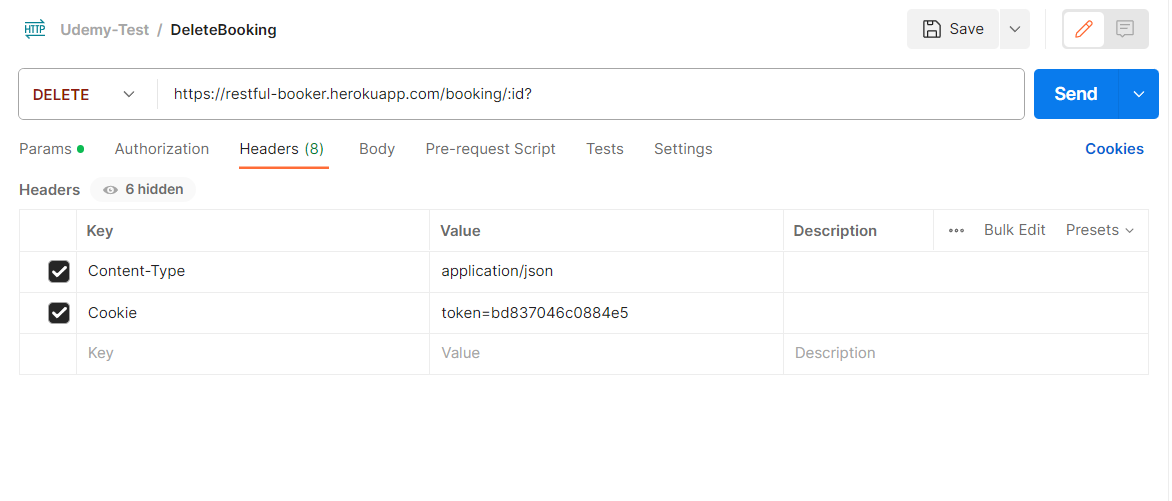 HTTP Udemy-Test / DeleteBooking Save
DELETE https://restful-booker.herokuapp.com/booking/:id? Send
Params Authorization Headers (8) Body Pre-request Script Tests Settings Cookies
Headers 6 hidden
Key Value Description Bulk Edit Presets
Content-Type application/json
Cookie token=bd837046c0884e5
Key Value Description